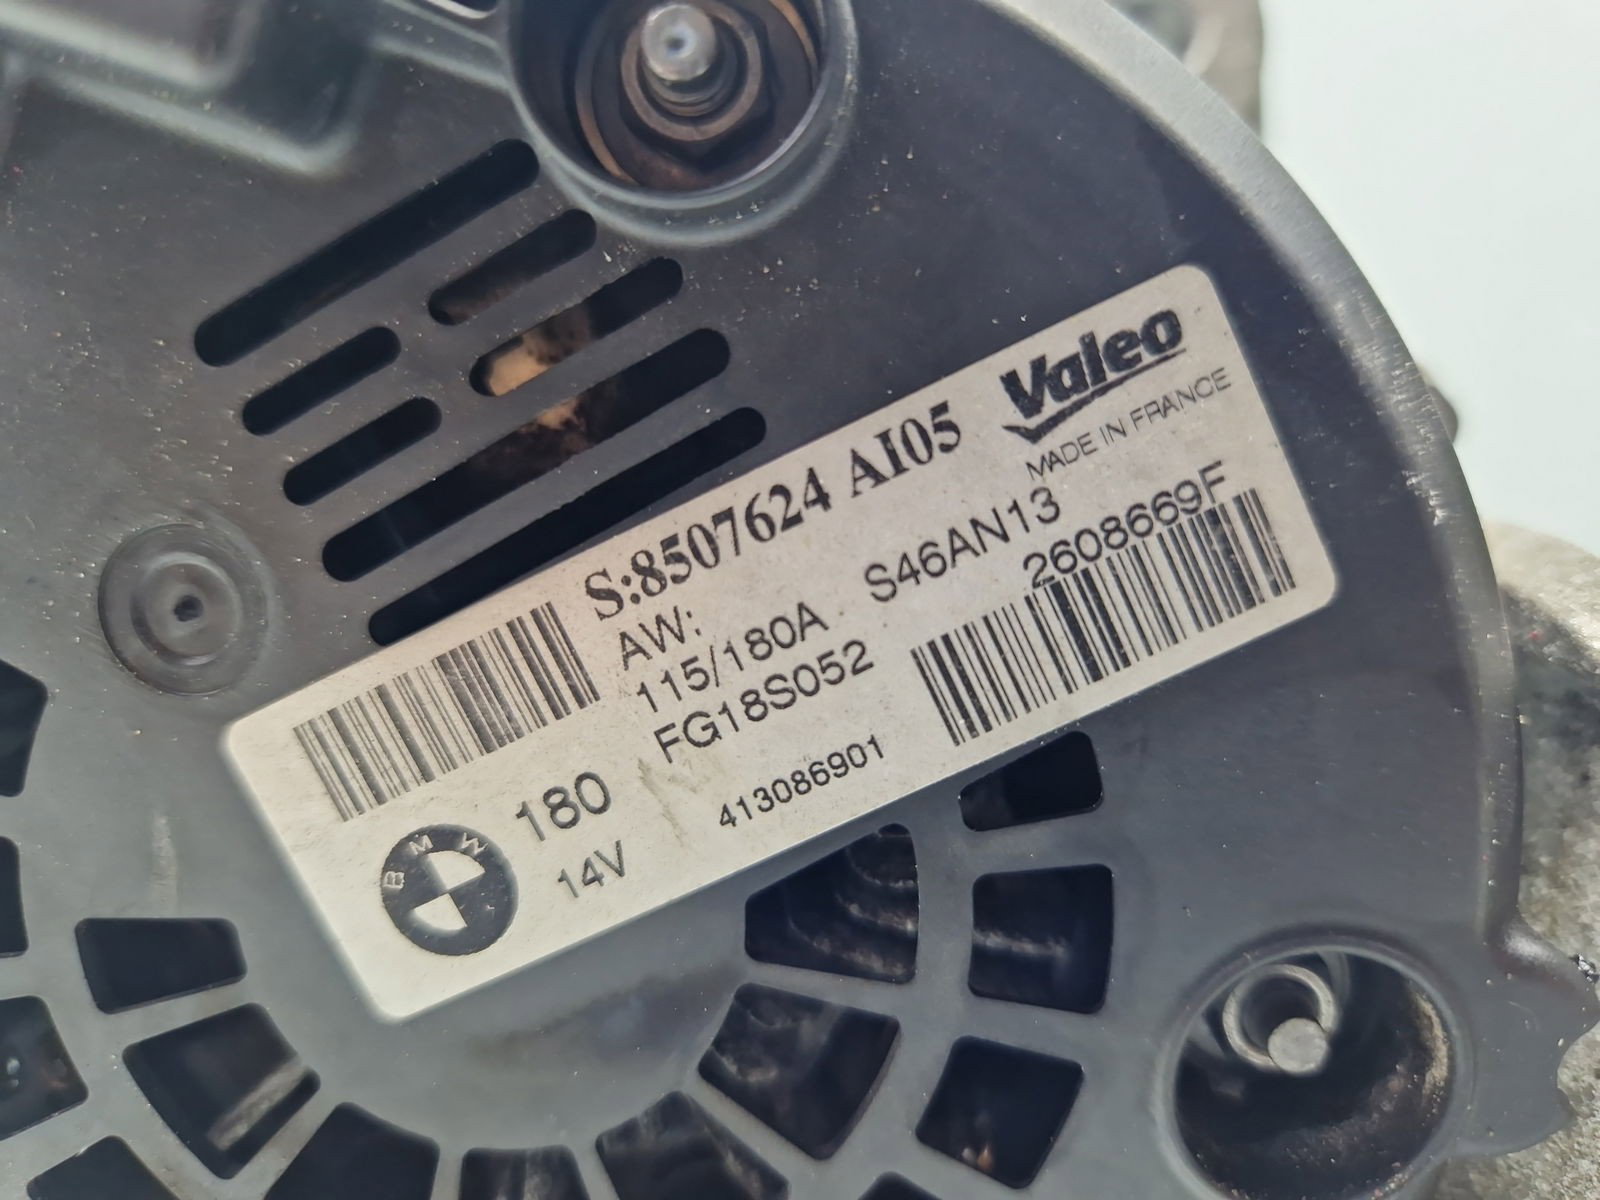 Valeo
MADE IN FRANCE
S:8507624 AI05
AW:
115/180A S46AN13
FG18S052 2608669F
180
14V 413086901
BMW